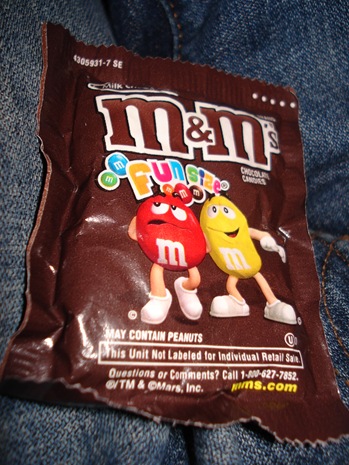 4305931-7 SE
Milk
m&m's
CHOCOLATE
CANDIES
FUN SIZE
m
m
MAY CONTAIN PEANUTS
This Unit Not Labeled for Individual Retail Sale.
Questions or Comments? Call 1-800-627-7852.
®/TM & ©Mars, Inc. mms.com